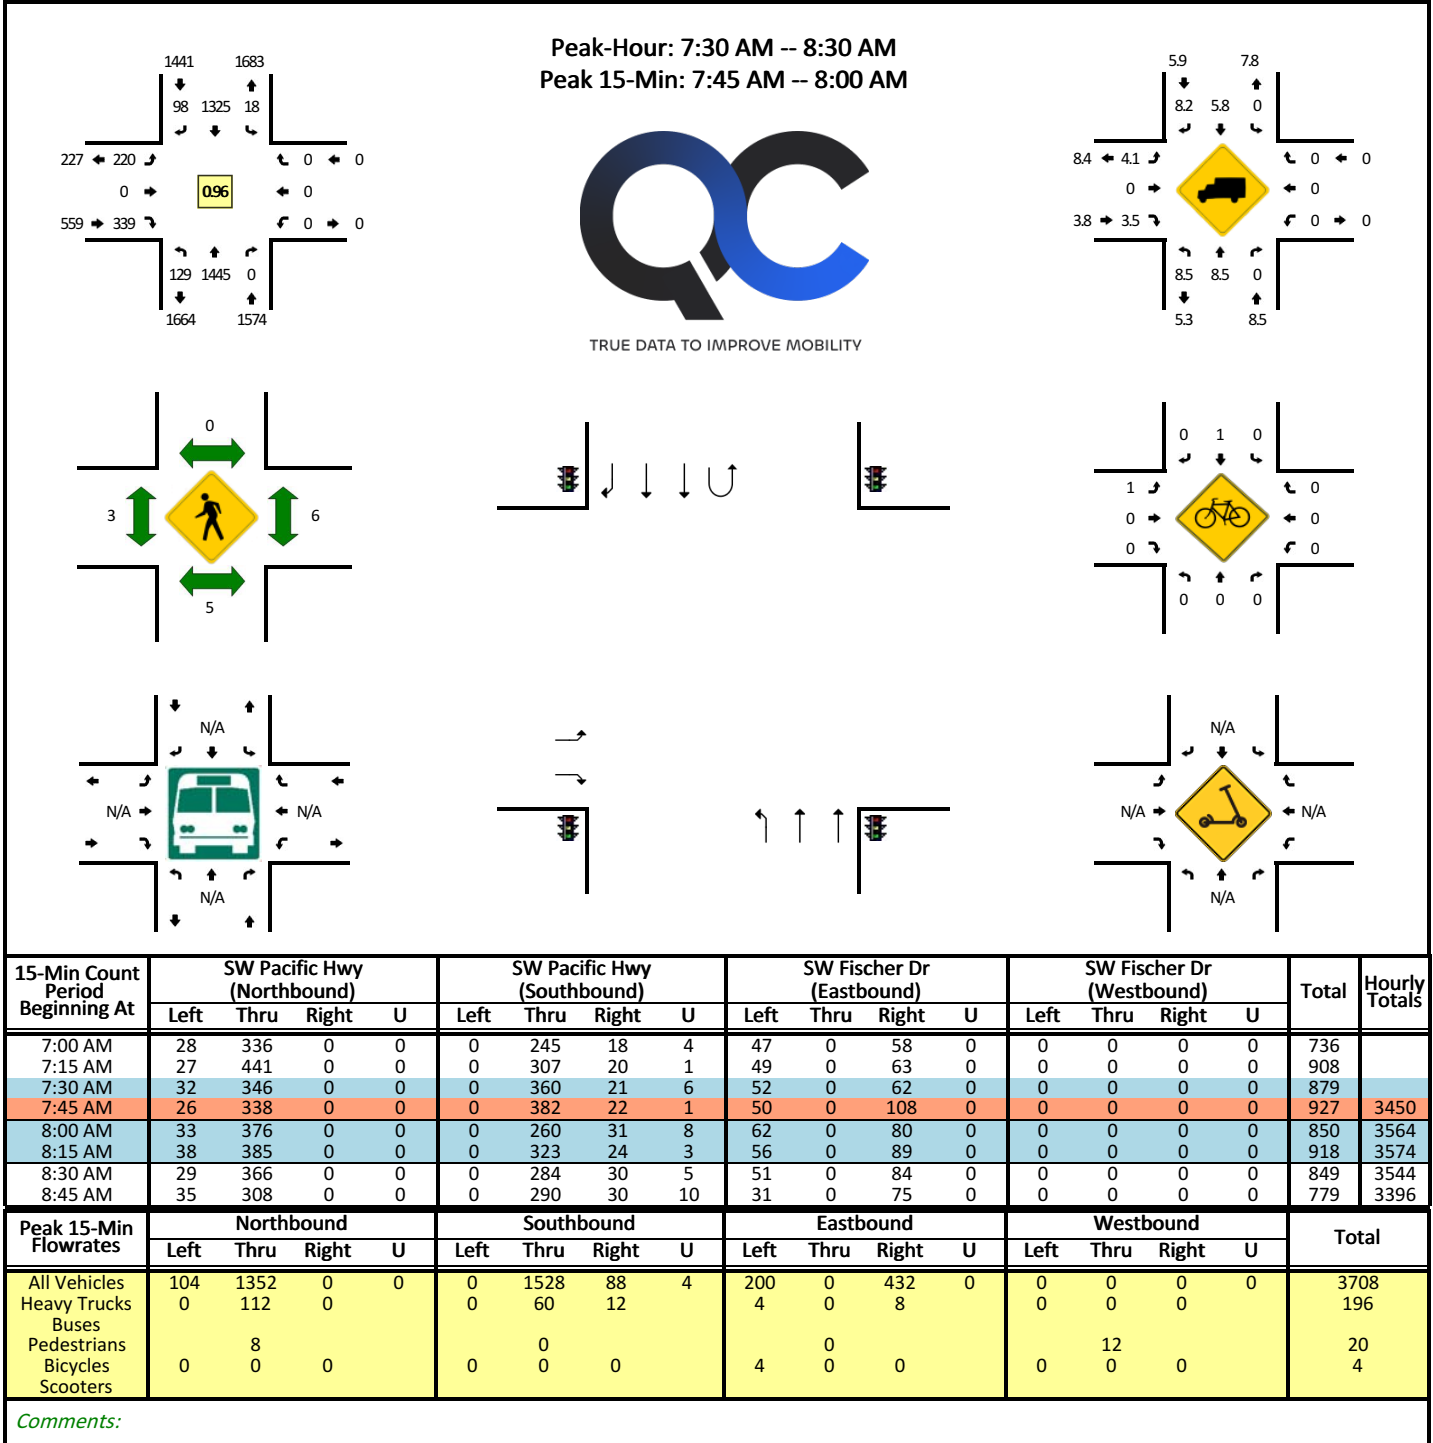 Peak-Hour: 7:30 AM -- 8:30 AM
Peak 15-Min: 7:45 AM -- 8:00 AM
1441 1683
98 1325 18
227 220 0 0
0 0.96 0
559 339 0 0
129 1445 0
1664 1574
QC
TRUE DATA TO IMPROVE MOBILITY
5.9 7.8
8.2 5.8 0
8.4 4.1 0 0
0 0
3.8 3.5 0 0
8.5 8.5 0
5.3 8.5
0
3 6
5
0 1 0
1 0
0 0
0 0
0 0 0
N/A
N/A N/A
N/A
N/A
N/A N/A
N/A
15-Min Count Period Beginning At SW Pacific Hwy (Northbound) SW Pacific Hwy (Southbound) SW Fischer Dr (Eastbound) SW Fischer Dr (Westbound) Total Hourly Totals
Left Thru Right U Left Thru Right U Left Thru Right U Left Thru Right U
7:00 AM 28 336 0 0 0 245 18 4 47 0 58 0 0 0 0 0 736
7:15 AM 27 441 0 0 0 307 20 1 49 0 63 0 0 0 0 0 908
7:30 AM 32 346 0 0 0 360 21 6 52 0 62 0 0 0 0 0 879
7:45 AM 26 338 0 0 0 382 22 1 50 0 108 0 0 0 0 0 927 3450
8:00 AM 33 376 0 0 0 260 31 8 62 0 80 0 0 0 0 0 850 3564
8:15 AM 38 385 0 0 0 323 24 3 56 0 89 0 0 0 0 0 918 3574
8:30 AM 29 366 0 0 0 284 30 5 51 0 84 0 0 0 0 0 849 3544
8:45 AM 35 308 0 0 0 290 30 10 31 0 75 0 0 0 0 0 779 3396
Peak 15-Min Flowrates Northbound Southbound Eastbound Westbound Total
Left Thru Right U Left Thru Right U Left Thru Right U Left Thru Right U
All Vehicles 104 1352 0 0 0 1528 88 4 200 0 432 0 0 0 0 0 3708
Heavy Trucks 0 112 0 0 60 12 4 0 8 0 0 0 196
Buses
Pedestrians 8 0 0 12 20
Bicycles 0 0 0 0 0 0 4 0 0 0 0 0 4
Scooters
Comments: